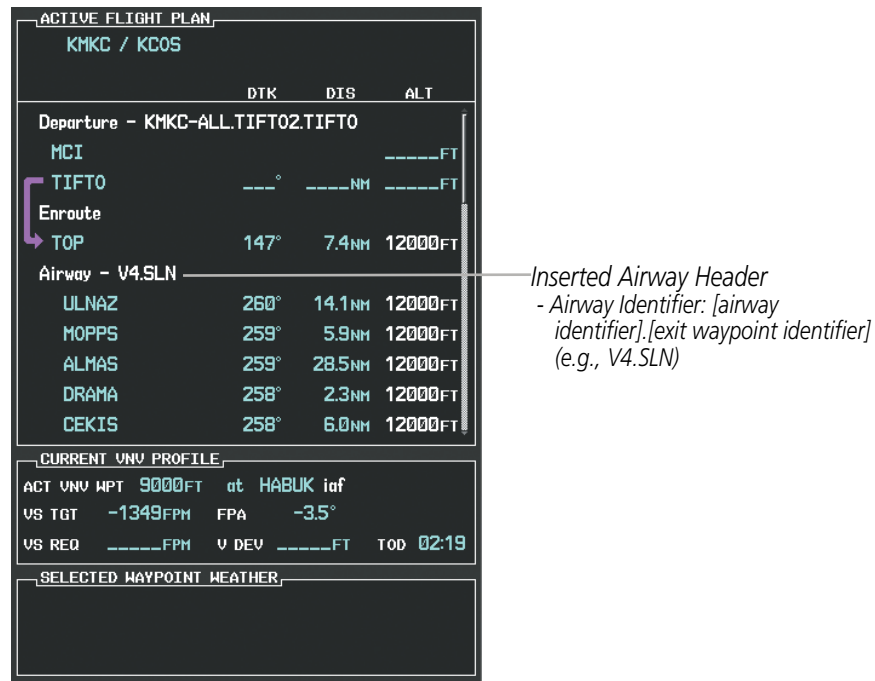 ACTIVE FLIGHT PLAN
KMKC / KCOS
DTK DIS ALT
Departure - KMKC-ALL.TIFTO2.TIFTO
MCI _____FT
TIFTO ___° ____NM _____FT
Enroute
TOP 147° 7.4NM 12000FT
Airway - V4.SLN
ULNAZ 260° 14.1NM 12000FT
MOPPS 259° 5.9NM 12000FT
ALMAS 259° 28.5NM 12000FT
DRAMA 258° 2.3NM 12000FT
CEKIS 258° 6.0NM 12000FT
CURRENT VNV PROFILE
ACT VNV WPT 9000FT at HABUK iaf
VS TGT -1349FPM FPA -3.5°
VS REQ _____FPM V DEV _____FT TOD 02:19
SELECTED WAYPOINT WEATHER
Inserted Airway Header
- Airway Identifier: [airway
identifier].[exit waypoint identifier]
(e.g., V4.SLN)